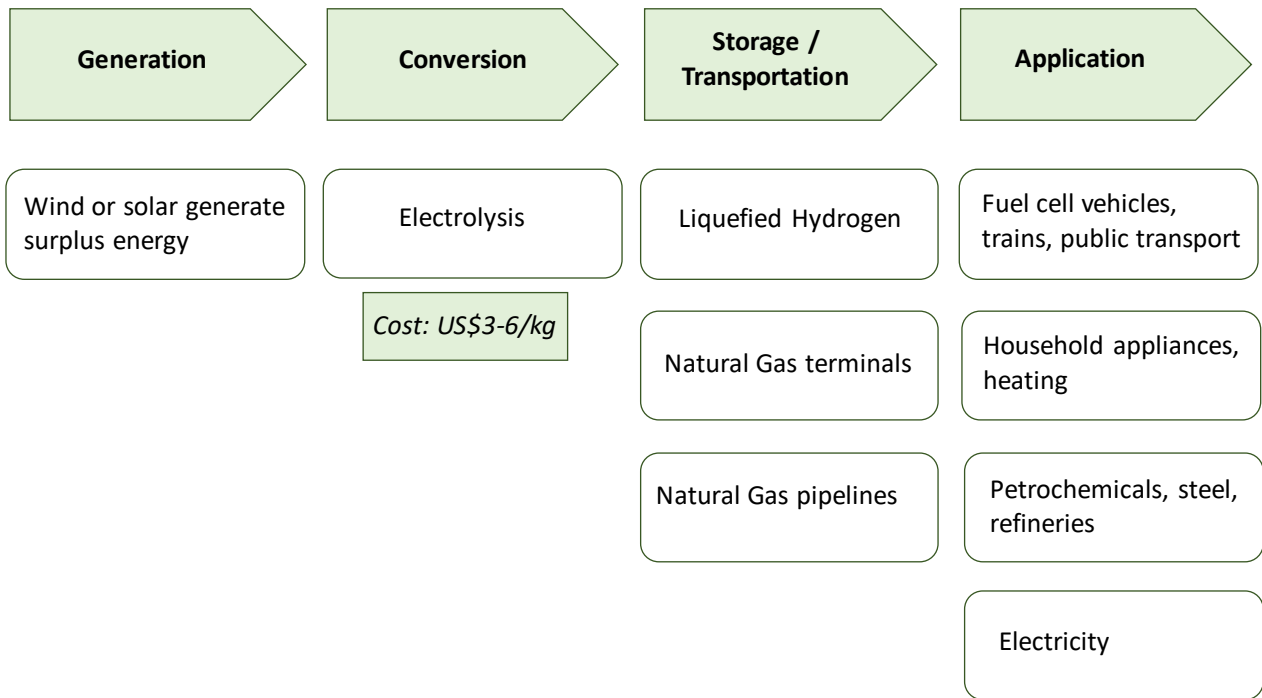 Generation
Conversion
Storage /
Transportation
Application
Wind or solar generate
surplus energy
Electrolysis
Liquefied Hydrogen
Fuel cell vehicles,
trains, public transport
Cost: US$3-6/kg
Natural Gas terminals
Household appliances,
heating
Natural Gas pipelines
Petrochemicals, steel,
refineries
Electricity